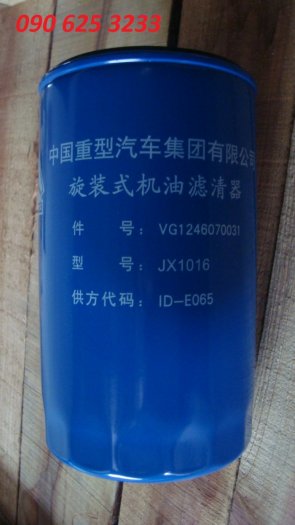 090 625 3233
中国重型汽车集团有限公司
旋装式机油滤清器
件 号: VG1246070031
型 号: JX1016
供方代码: ID-E065